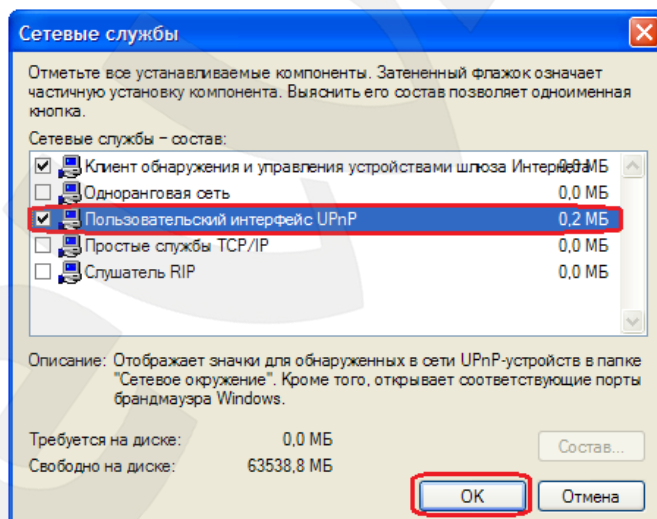 Сетевые службы
Отметьте все устанавливаемые компоненты. Затененный флажок означает
частичную установку компонента. Выяснить его состав позволяет одноименная
кнопка.
Сетевые службы – состав:
Клиент обнаружения и управления устройствами шлюза Интернета 0,0 МБ
Одноранговая сеть 0,0 МБ
Пользовательский интерфейс UPnP 0,2 МБ
Простые службы TCP/IP 0,0 МБ
Слушатель RIP 0,0 МБ
Описание: Отображает значки для обнаруженных в сети UPnP-устройств в папке
"Сетевое окружение". Кроме того, открывает соответствующие порты
брандмауэра Windows.
Требуется на диске: 0,0 МБ
Состав...
Свободно на диске: 63538,8 МБ
OK Отмена